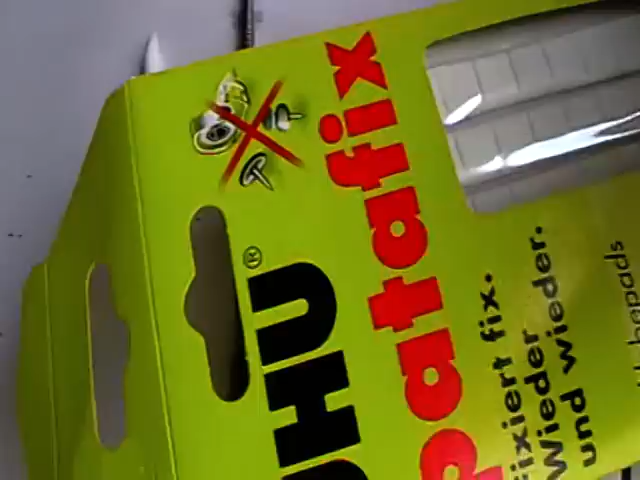 UHU®
patafix
fixiert fix.
Wieder
und wieder.